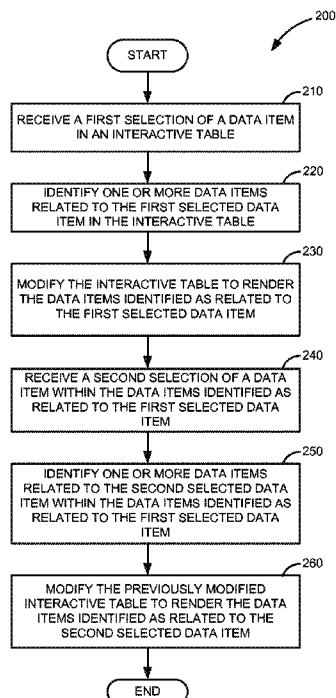 200
START
210
RECEIVE A FIRST SELECTION OF A DATA ITEM
IN AN INTERACTIVE TABLE
220
IDENTIFY ONE OR MORE DATA ITEMS
RELATED TO THE FIRST SELECTED DATA
ITEM IN THE INTERACTIVE TABLE
230
MODIFY THE INTERACTIVE TABLE TO RENDER
THE DATA ITEMS IDENTIFIED AS RELATED TO
THE FIRST SELECTED DATA ITEM
240
RECEIVE A SECOND SELECTION OF A DATA
ITEM WITHIN THE DATA ITEMS IDENTIFIED AS
RELATED TO THE FIRST SELECTED DATA
ITEM
250
IDENTIFY ONE OR MORE DATA ITEMS
RELATED TO THE SECOND SELECTED DATA
ITEM WITHIN THE DATA ITEMS IDENTIFIED AS
RELATED TO THE FIRST SELECTED DATA
ITEM
260
MODIFY THE PREVIOUSLY MODIFIED
INTERACTIVE TABLE TO RENDER THE DATA
ITEMS IDENTIFIED AS RELATED TO THE
SECOND SELECTED DATA ITEM
END